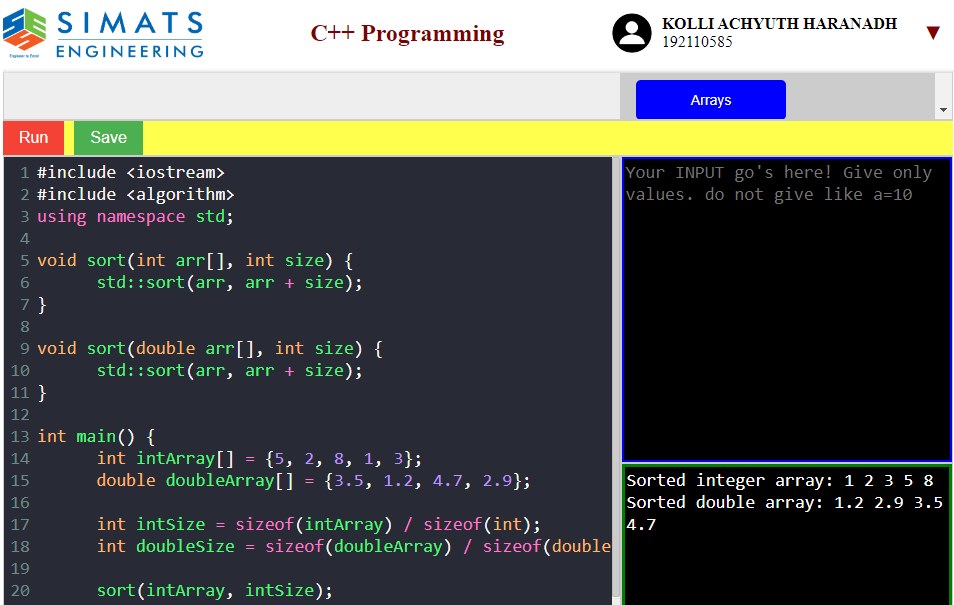 SIMATS
ENGINEERING
Engineer to Excel
C++ Programming
KOLLI ACHYUTH HARANADH
192110585
Arrays
Run
Save
1 #include <iostream>
2 #include <algorithm>
3 using namespace std;
4
5 void sort(int arr[], int size) {
6 std::sort(arr, arr + size);
7 }
8
9 void sort(double arr[], int size) {
10 std::sort(arr, arr + size);
11 }
12
13 int main() {
14 int intArray[] = {5, 2, 8, 1, 3};
15 double doubleArray[] = {3.5, 1.2, 4.7, 2.9};
16
17 int intSize = sizeof(intArray) / sizeof(int);
18 int doubleSize = sizeof(doubleArray) / sizeof(double
19
20 sort(intArray, intSize);
Your INPUT go's here! Give only
values. do not give like a=10
Sorted integer array: 1 2 3 5 8
Sorted double array: 1.2 2.9 3.5
4.7